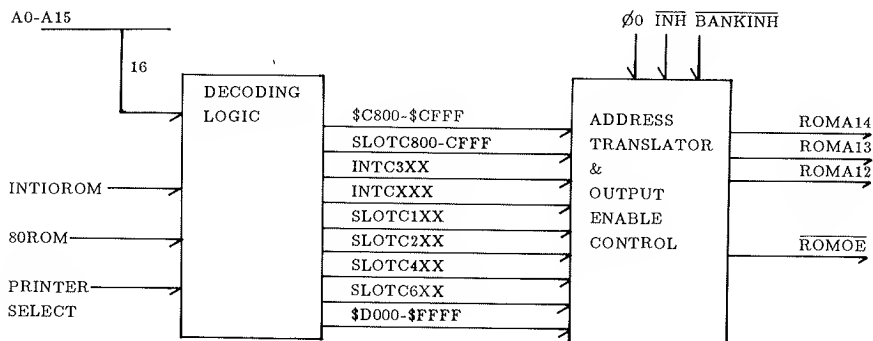 A0-A15
Ø0 INH BANKINH
16
DECODING
LOGIC
INTIOROM
80ROM
PRINTER
SELECT
$C800-$CFFF
SLOTC800-CFFF
INTC3XX
INTCXXX
SLOTC1XX
SLOTC2XX
SLOTC4XX
SLOTC6XX
$D000-$FFFF
ADDRESS
TRANSLATOR
&
OUTPUT
ENABLE
CONTROL
ROMA14
ROMA13
ROMA12
ROMOE